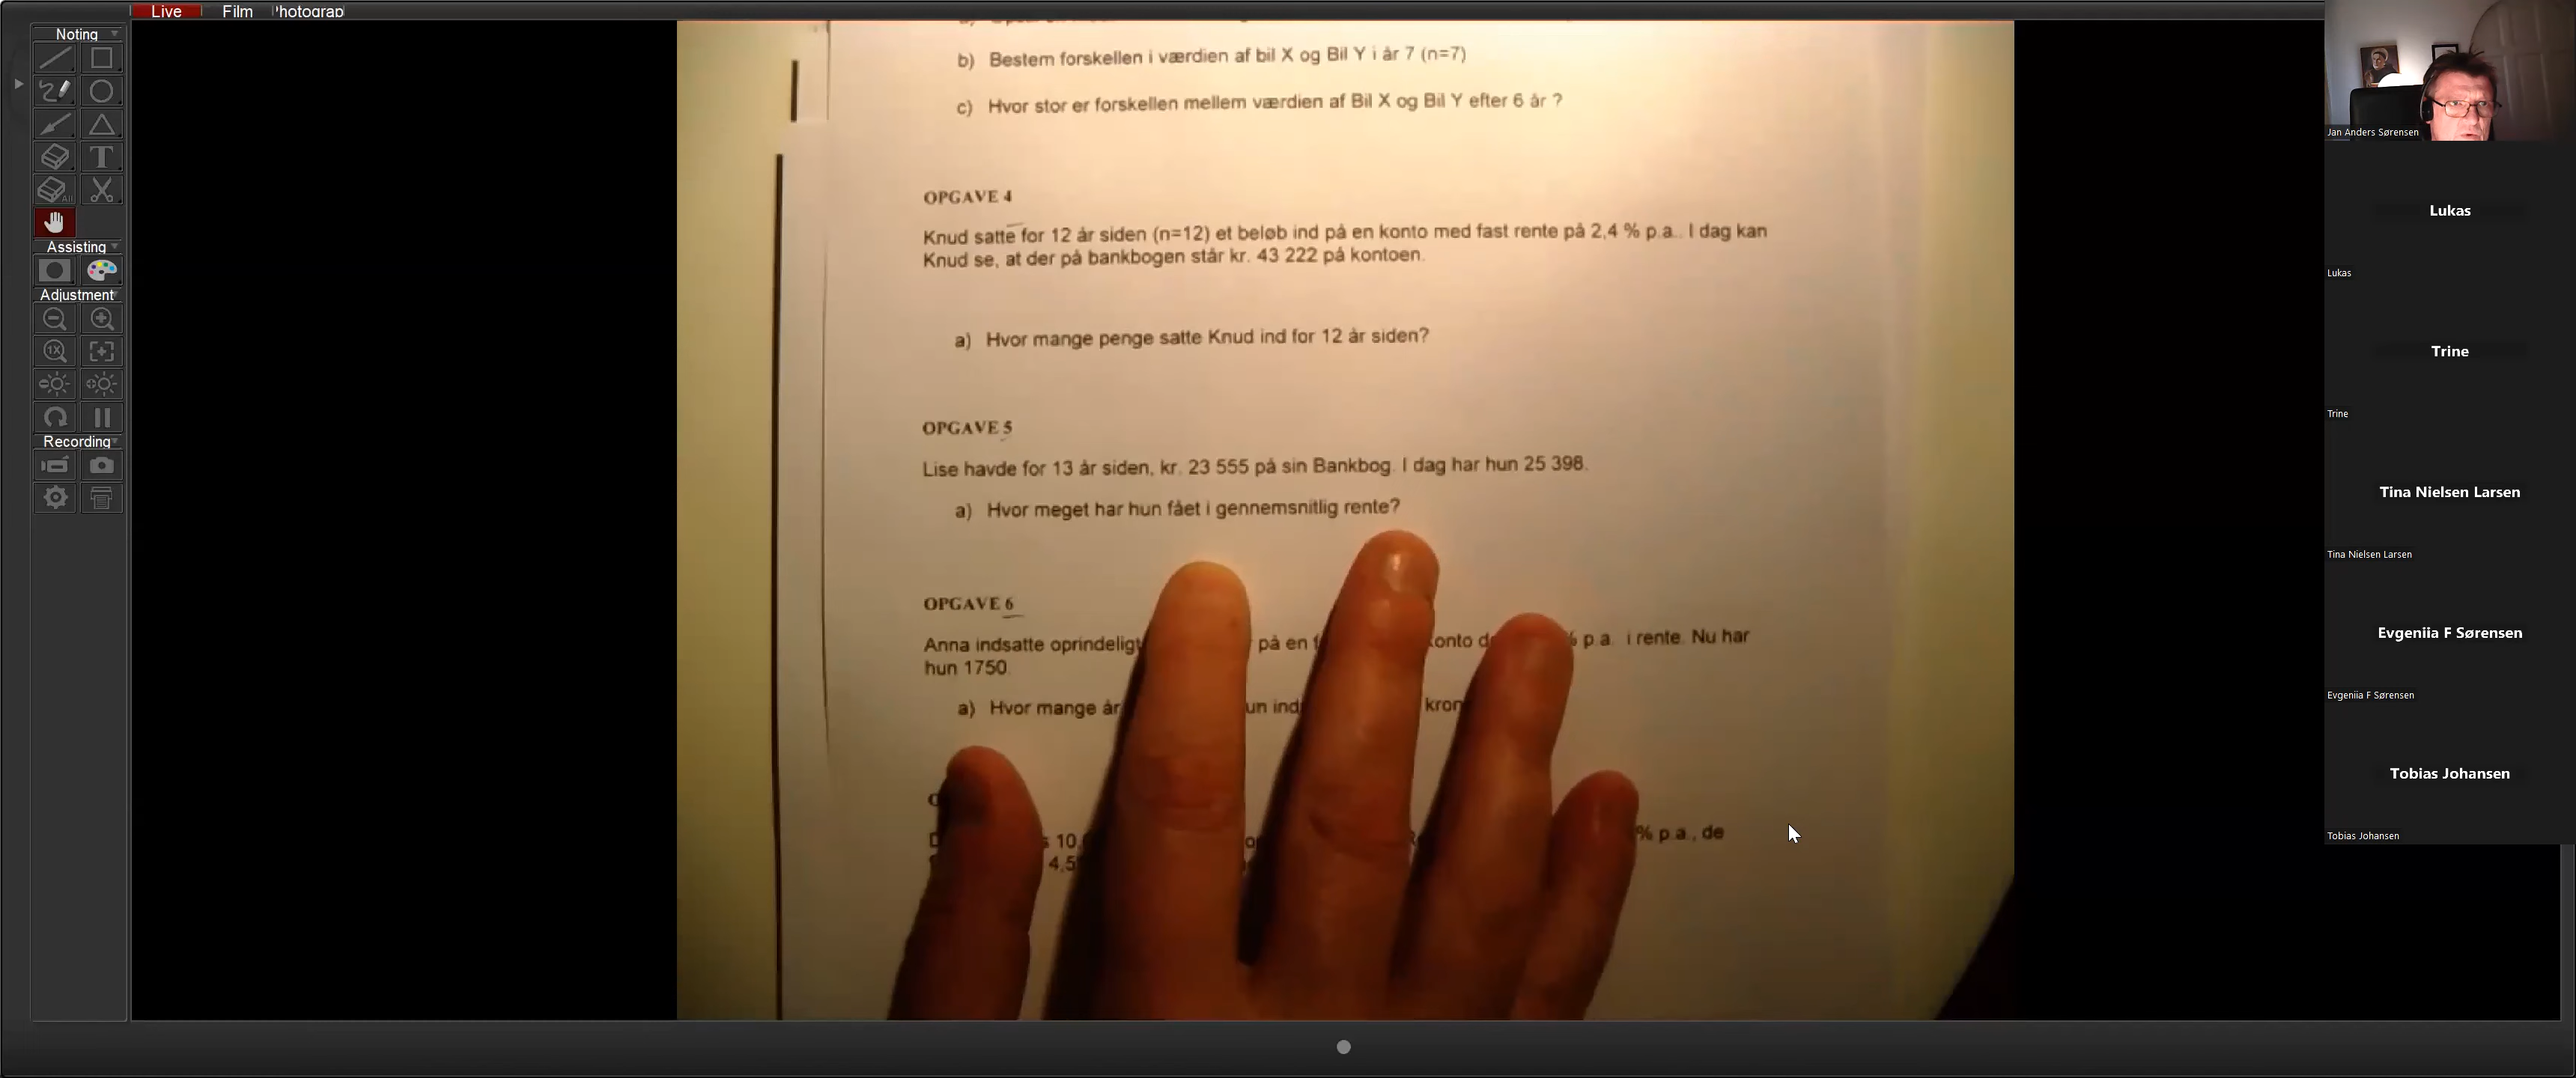 Live Film Photograp
Noting
T
All
Assisting
Adjustment
1X
Recording
b) Bestem forskellen i værdien af bil X og Bil Y i år 7 (n=7)
c) Hvor stor er forskellen mellem værdien af Bil X og Bil Y efter 6 år ?
OPGAVE 4
Knud satte for 12 år siden (n=12) et beløb ind på en konto med fast rente på 2,4 % p.a.. I dag kan
Knud se, at der på bankbogen står kr. 43 222 på kontoen.
a) Hvor mange penge satte Knud ind for 12 år siden?
OPGAVE 5
Lise havde for 13 år siden, kr. 23 555 på sin Bankbog. I dag har hun 25 398.
a) Hvor meget har hun fået i gennemsnitlig rente?
OPGAVE 6
Anna indsatte oprindeligt på en konto % p.a. i rente. Nu har
hun 1750.
a) Hvor mange år
% p.a., de
4,5
Jan Anders Sørensen
Lukas
Lukas
Trine
Trine
Tina Nielsen Larsen
Tina Nielsen Larsen
Evgeniia F Sørensen
Evgeniia F Sørensen
Tobias Johansen
Tobias Johansen